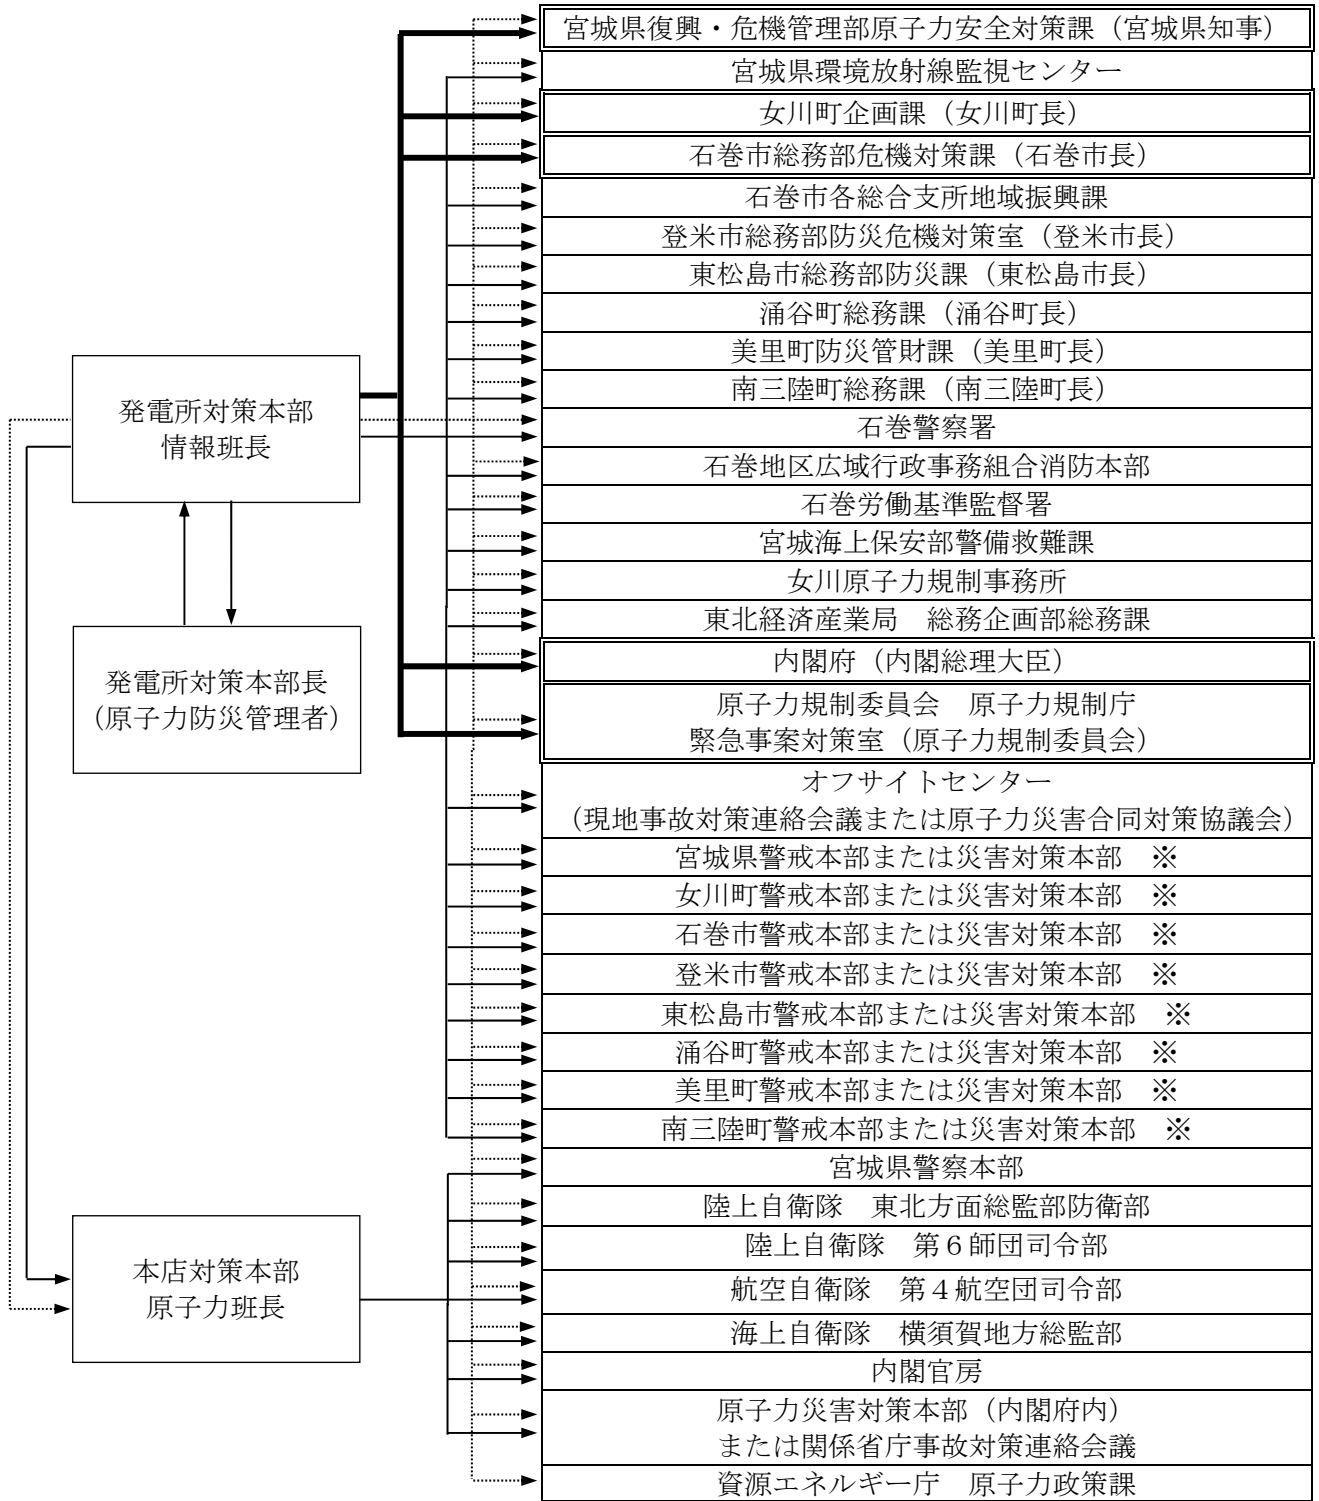 宮城県復興・危機管理部原子力安全対策課（宮城県知事）
宮城県環境放射線監視センター
女川町企画課（女川町長）
石巻市総務部危機対策課（石巻市長）
石巻市各総合支所地域振興課
登米市総務部防災危機対策室（登米市長）
東松島市総務部防災課（東松島市長）
涌谷町総務課（涌谷町長）
美里町防災管財課（美里町長）
南三陸町総務課（南三陸町長）
石巻警察署
石巻地区広域行政事務組合消防本部
石巻労働基準監督署
宮城海上保安部警備救難課
女川原子力規制事務所
東北経済産業局　総務企画部総務課
内閣府（内閣総理大臣）
原子力規制委員会　原子力規制庁
緊急事案対策室（原子力規制委員会）
オフサイトセンター
（現地事故対策連絡会議または原子力災害合同対策協議会）
宮城県警戒本部または災害対策本部　※
女川町警戒本部または災害対策本部　※
石巻市警戒本部または災害対策本部　※
登米市警戒本部または災害対策本部　※
東松島市警戒本部または災害対策本部　※
涌谷町警戒本部または災害対策本部　※
美里町警戒本部または災害対策本部　※
南三陸町警戒本部または災害対策本部　※
宮城県警察本部
陸上自衛隊　東北方面総監部防衛部
陸上自衛隊　第６師団司令部
航空自衛隊　第４航空団司令部
海上自衛隊　横須賀地方総監部
内閣官房
原子力災害対策本部（内閣府内）
または関係省庁事故対策連絡会議
資源エネルギー庁　原子力政策課
発電所対策本部
情報班長
発電所対策本部長
（原子力防災管理者）
本店対策本部
原子力班長